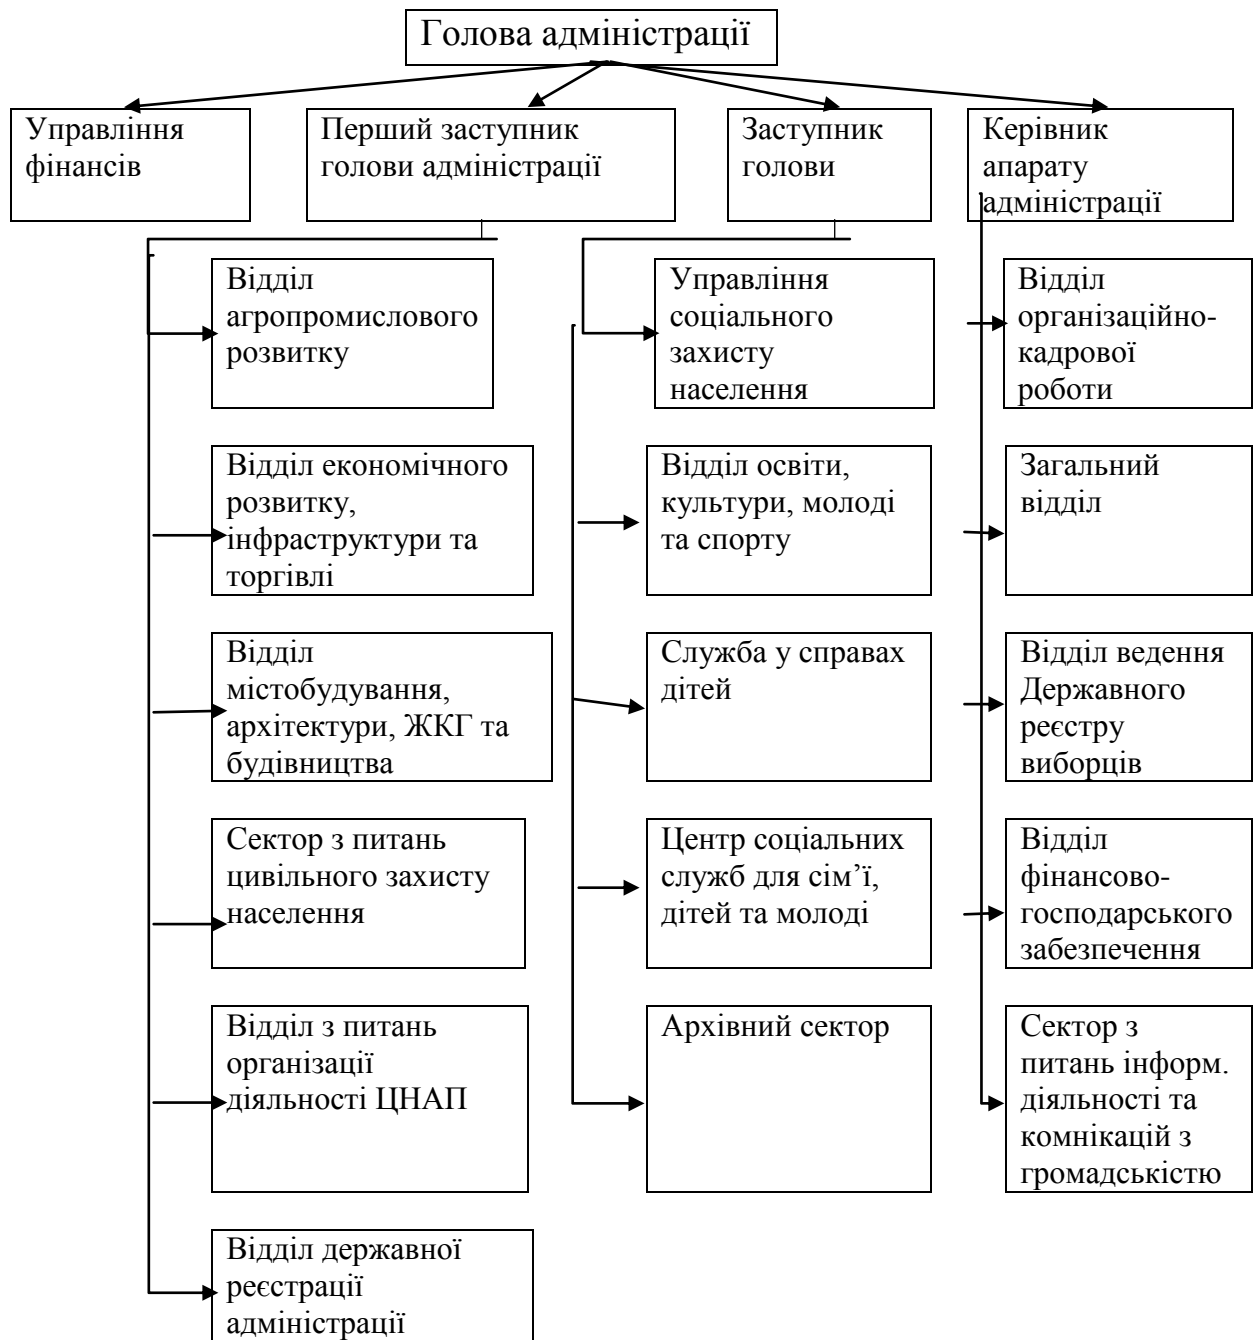 Голова адміністрації
Управління
фінансів
Перший заступник
голови адміністрації
Заступник
голови
Керівник
апарату
адміністрації
Відділ
агропромислового
розвитку
Відділ економічного
розвитку,
інфраструктури та
торгівлі
Відділ
містобудування,
архітектури, ЖКГ та
будівництва
Сектор з питань
цивільного захисту
населення
Відділ з питань
організації
діяльності ЦНАП
Відділ державної
реєстрації
адміністрації
Управління
соціального
захисту
населення
Відділ освіти,
культури, молоді
та спорту
Служба у справах
дітей
Центр соціальних
служб для сім’ї,
дітей та молоді
Архівний сектор
Відділ
організаційно-
кадрової
роботи
Загальний
відділ
Відділ ведення
Державного
реєстру
виборців
Відділ
фінансово-
господарського
забезпечення
Сектор з
питань інформ.
діяльності та
комнікацій з
громадськістю